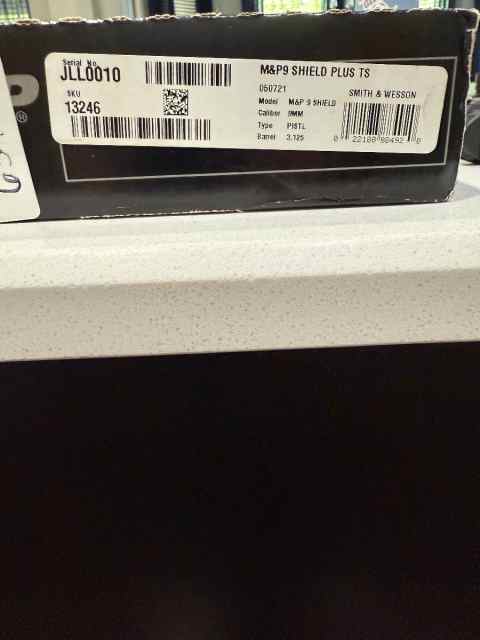 P
®
Serial No.
JLL0010
SKU
13246
M&P9 SHIELD PLUS TS
050721
SMITH & WESSON
Model M&P 9 SHIELD
Caliber 9MM
Type PISTL
Barrel 3.125